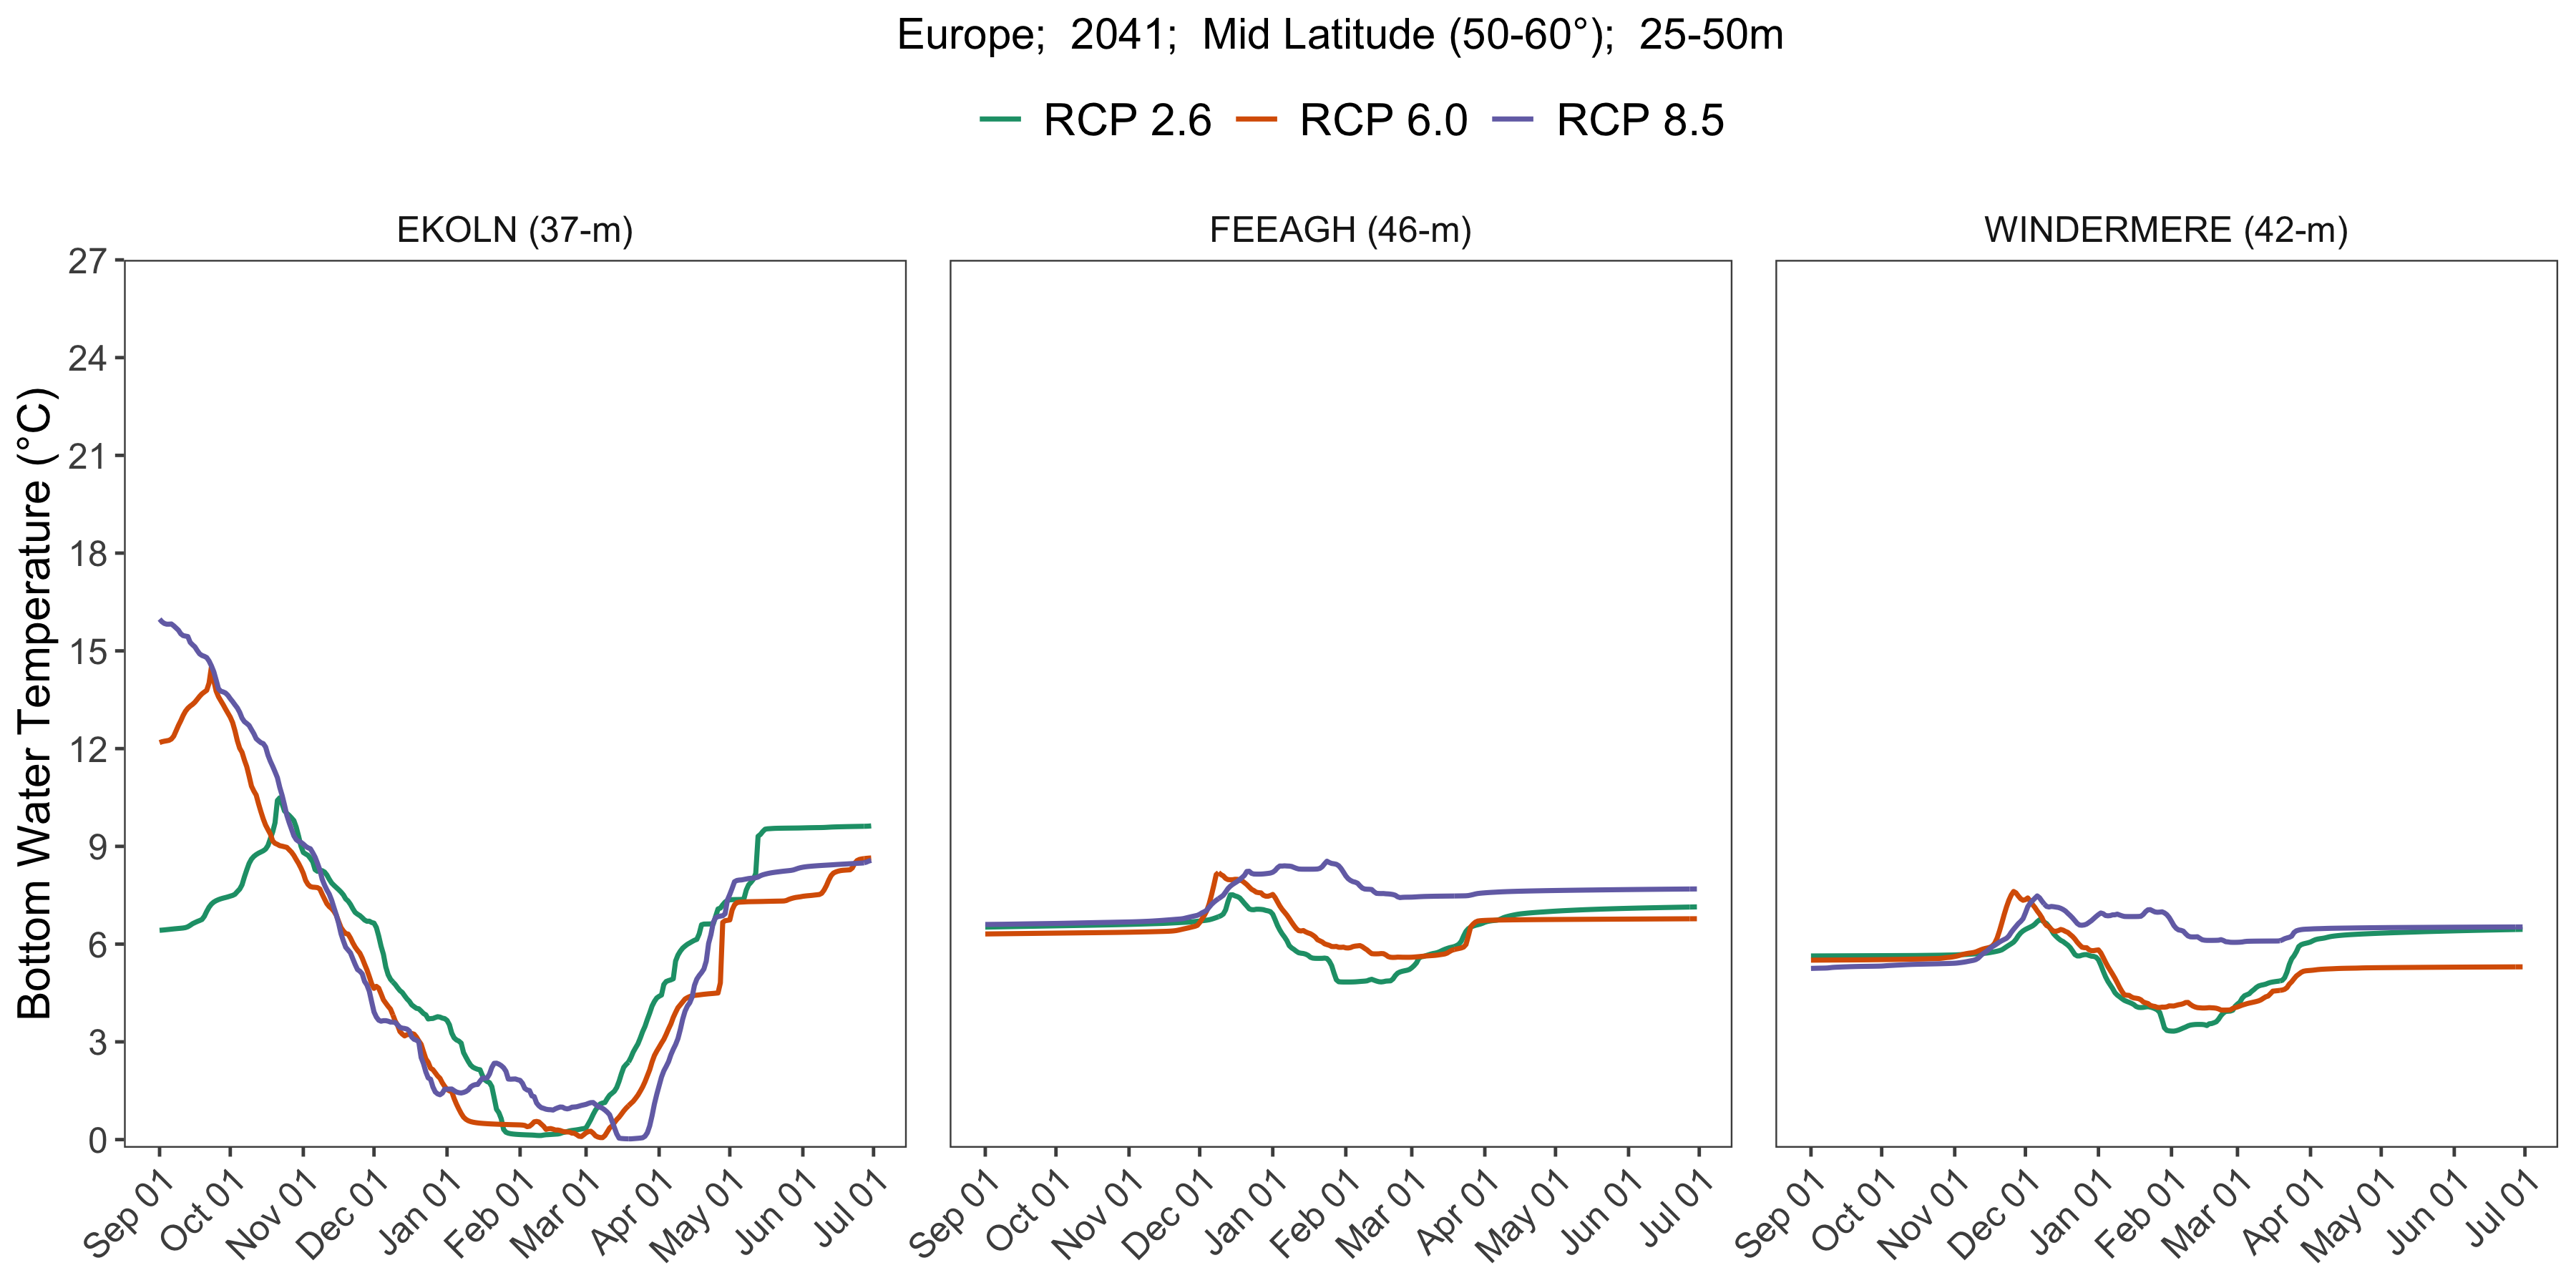 Europe;  2041;  Mid Latitude (50-60°);  25-50m
RCP 2.6 RCP 6.0 RCP 8.5
EKOLN (37-m) FEEAGH (46-m) WINDERMERE (42-m)
Bottom Water Temperature (°C)
27
24
21
18
15
12
9
6
3
0
Sep 01 Oct 01 Nov 01 Dec 01 Jan 01 Feb 01 Mar 01 Apr 01 May 01 Jun 01 Jul 01
Sep 01 Oct 01 Nov 01 Dec 01 Jan 01 Feb 01 Mar 01 Apr 01 May 01 Jun 01 Jul 01
Sep 01 Oct 01 Nov 01 Dec 01 Jan 01 Feb 01 Mar 01 Apr 01 May 01 Jun 01 Jul 01